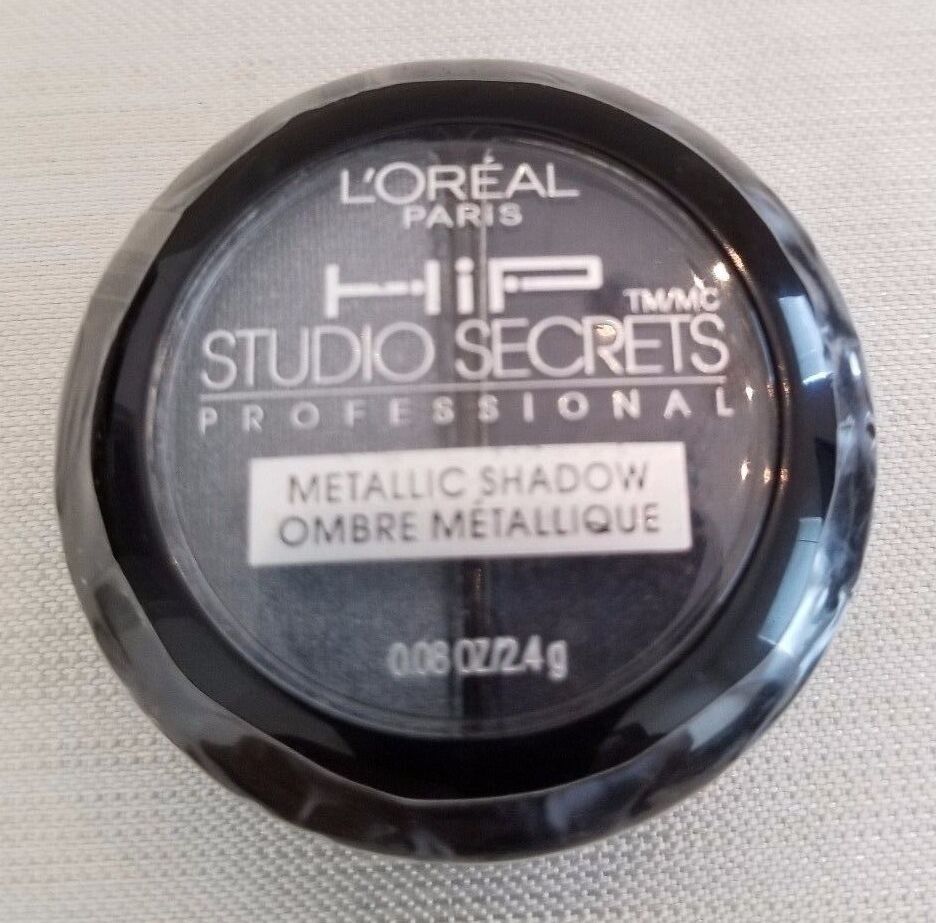 L'ORÉAL
PARIS
HiP
TM/MC
STUDIO SECRETS
PROFESSIONAL
METALLIC SHADOW
OMBRE MÉTALLIQUE
0.08 OZ/2.4 g